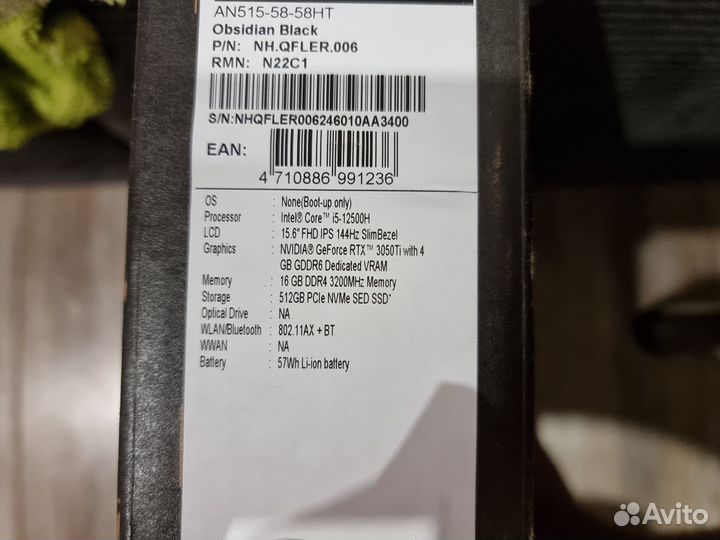 AN515-58-58HT
Obsidian Black
P/N: NH.QFLER.006
RMN: N22C1
S/N:NHQFLER006246010AA3400
EAN:
4 710886 991236
OS : None(Boot-up only)
Processor : Intel® Core™ i5-12500H
LCD : 15.6" FHD IPS 144Hz SlimBezel
Graphics : NVIDIA® GeForce RTX™ 3050Ti with 4
GB GDDR6 Dedicated VRAM
Memory : 16 GB DDR4 3200MHz Memory
Storage : 512GB PCIe NVMe SED SSD*
Optical Drive : NA
WLAN/Bluetooth : 802.11AX + BT
WWAN : NA
Battery : 57Wh Li-ion battery
Avito